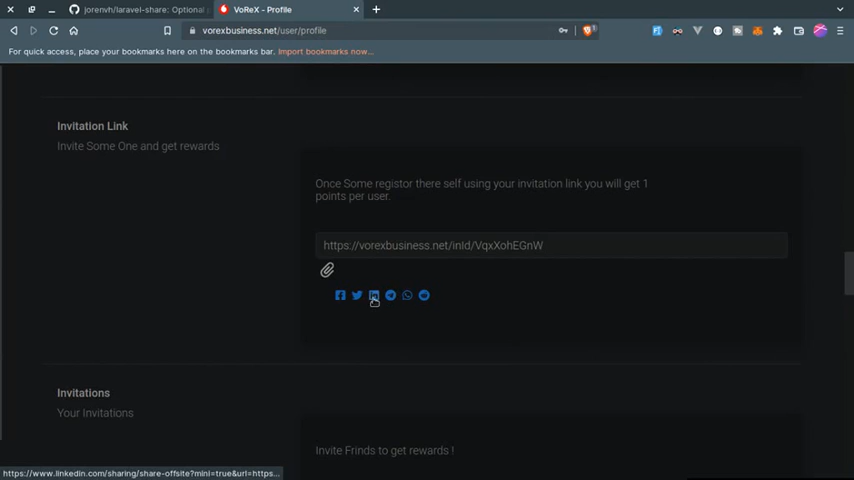 jorenvh/laravel-share: Optional
VoReX - Profile
vorexbusiness.net/user/profile
1
For quick access, place your bookmarks here on the bookmarks bar. Import bookmarks now...
Invitation Link
Invite Some One and get rewards
Once Some registor there self using your invitation link you will get 1
points per user.
https://vorexbusiness.net/inId/VqxXohEGnW
Invitations
Your Invitations
Invite Frinds to get rewards !
https://www.linkedin.com/sharing/share-offsite?mini=true&url=https...